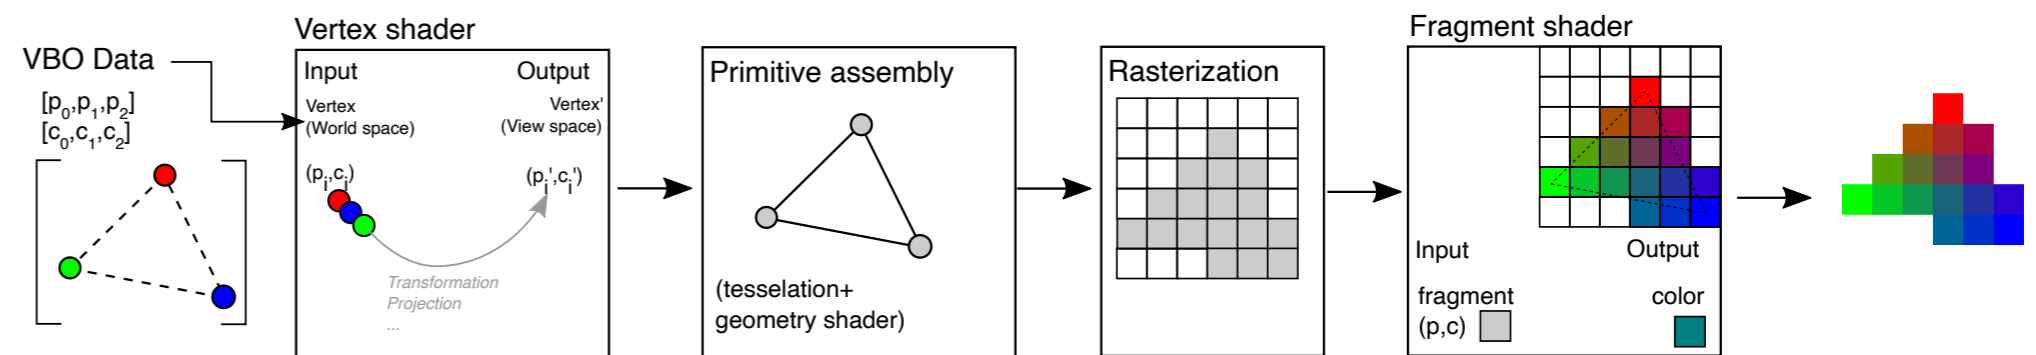 VBO Data
[p0,p1,p2]
[c0,c1,c2]
Vertex shader
Input
Output
Vertex
(World space)
Vertex'
(View space)
(pi,ci)
(pi',ci')
Transformation
Projection
...
Primitive assembly
(tesselation+
geometry shader)
Rasterization
Fragment shader
Input
Output
fragment
(p,c)
color